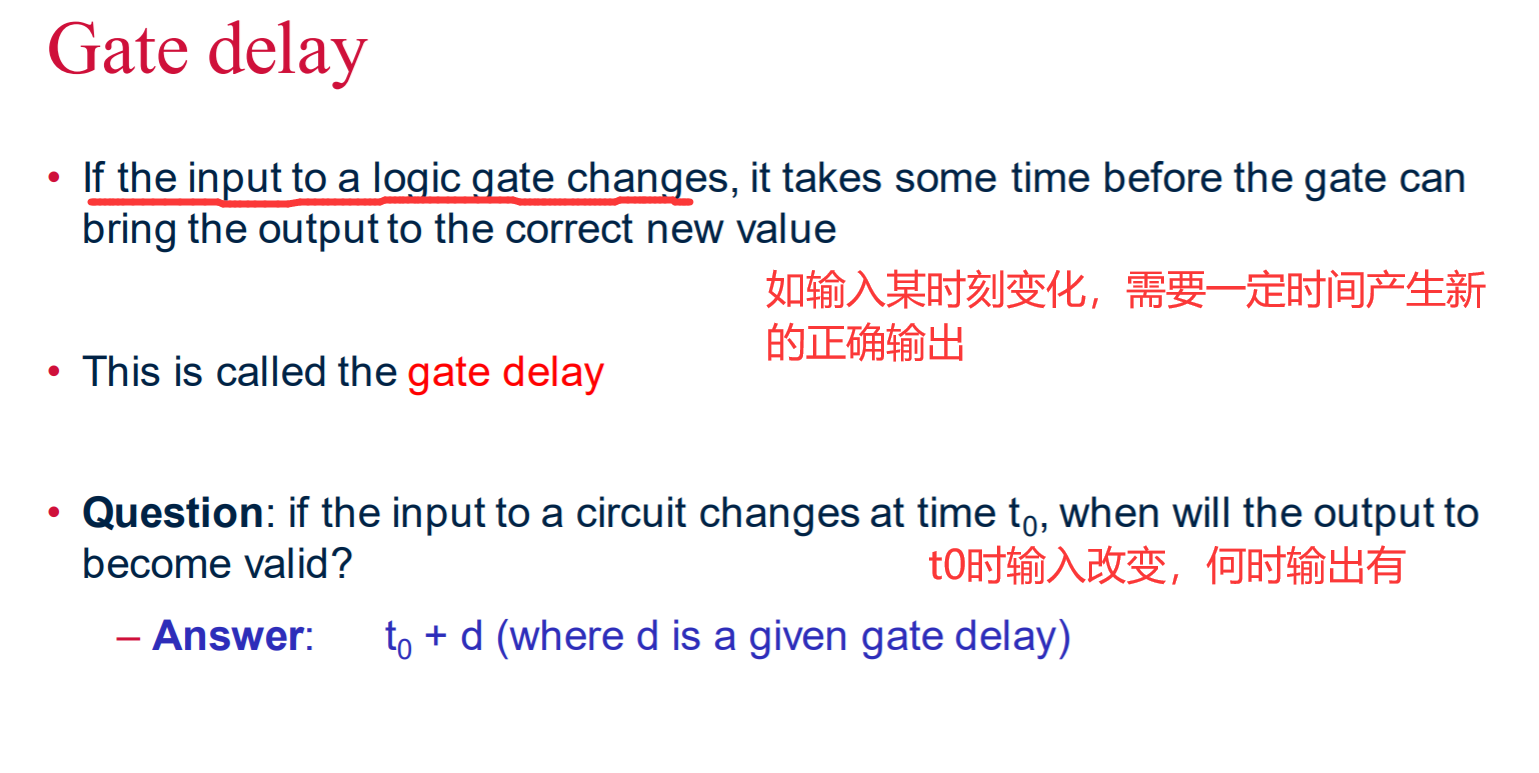 Gate delay
• If the input to a logic gate changes, it takes some time before the gate can
bring the output to the correct new value
如输入某时刻变化，需要一定时间产生新
的正确输出
• This is called the gate delay
• Question: if the input to a circuit changes at time t₀, when will the output to
become valid?
t0时输入改变，何时输出有
– Answer: t₀ + d (where d is a given gate delay)